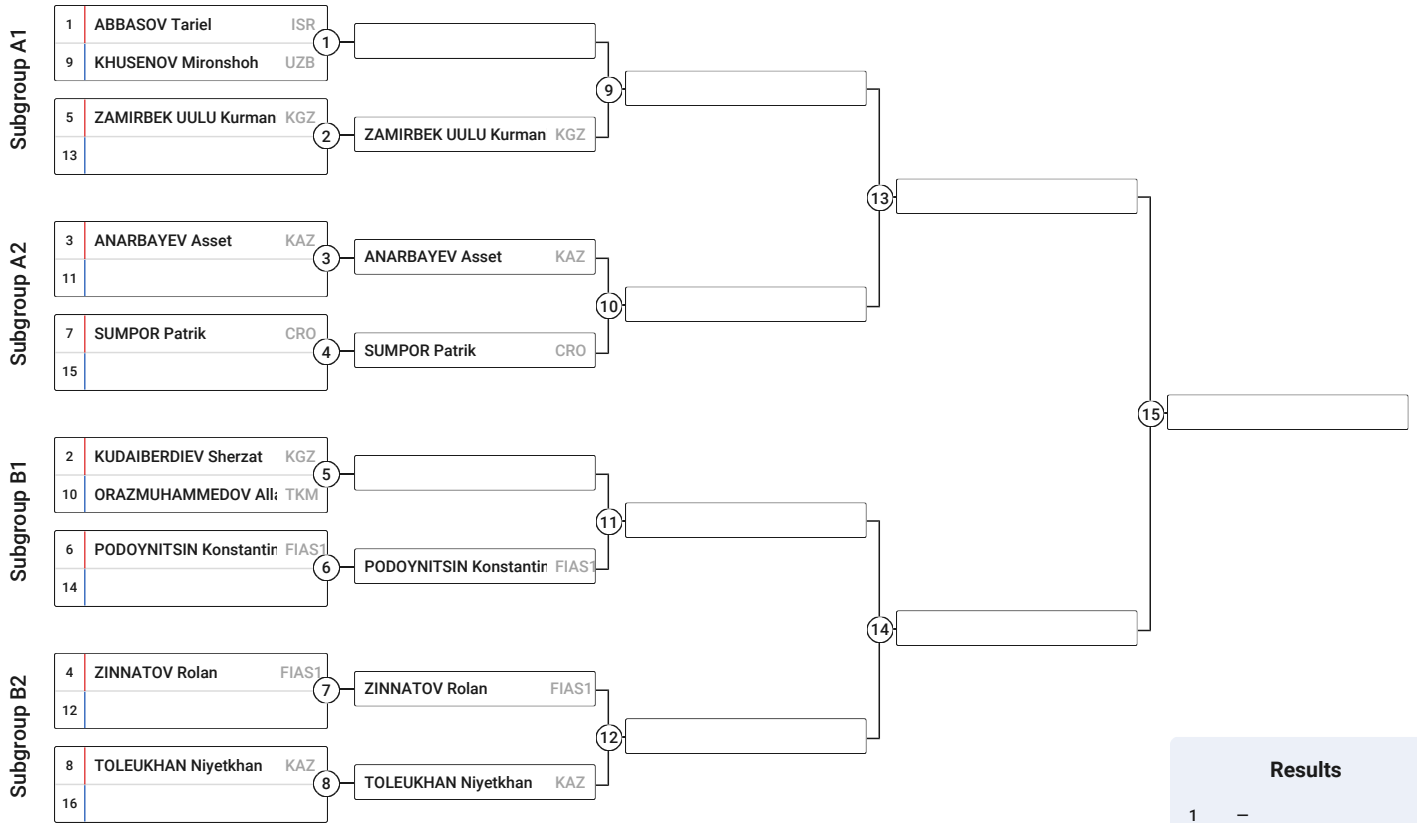 Subgroup A1
1 ABBASOV Tariel ISR
9 KHUSENOV Mironshoh UZB
1
5 ZAMIRBEK UULU Kurman KGZ
13
2
ZAMIRBEK UULU Kurman KGZ
9
Subgroup A2
3 ANARBAYEV Asset KAZ
11
3
ANARBAYEV Asset KAZ
7 SUMPOR Patrik CRO
15
4
SUMPOR Patrik CRO
10
13
Subgroup B1
2 KUDAIBERDIEV Sherzat KGZ
10 ORAZMUHAMMEDOV All TKM
5
6 PODOYNITSIN Konstantin FIAS1
14
6
PODOYNITSIN Konstantin FIAS1
11
Subgroup B2
4 ZINNATOV Rolan FIAS1
12
7
ZINNATOV Rolan FIAS1
8 TOLEUKHAN Niyetkhan KAZ
16
8
TOLEUKHAN Niyetkhan KAZ
12
14
15
Results
1 –